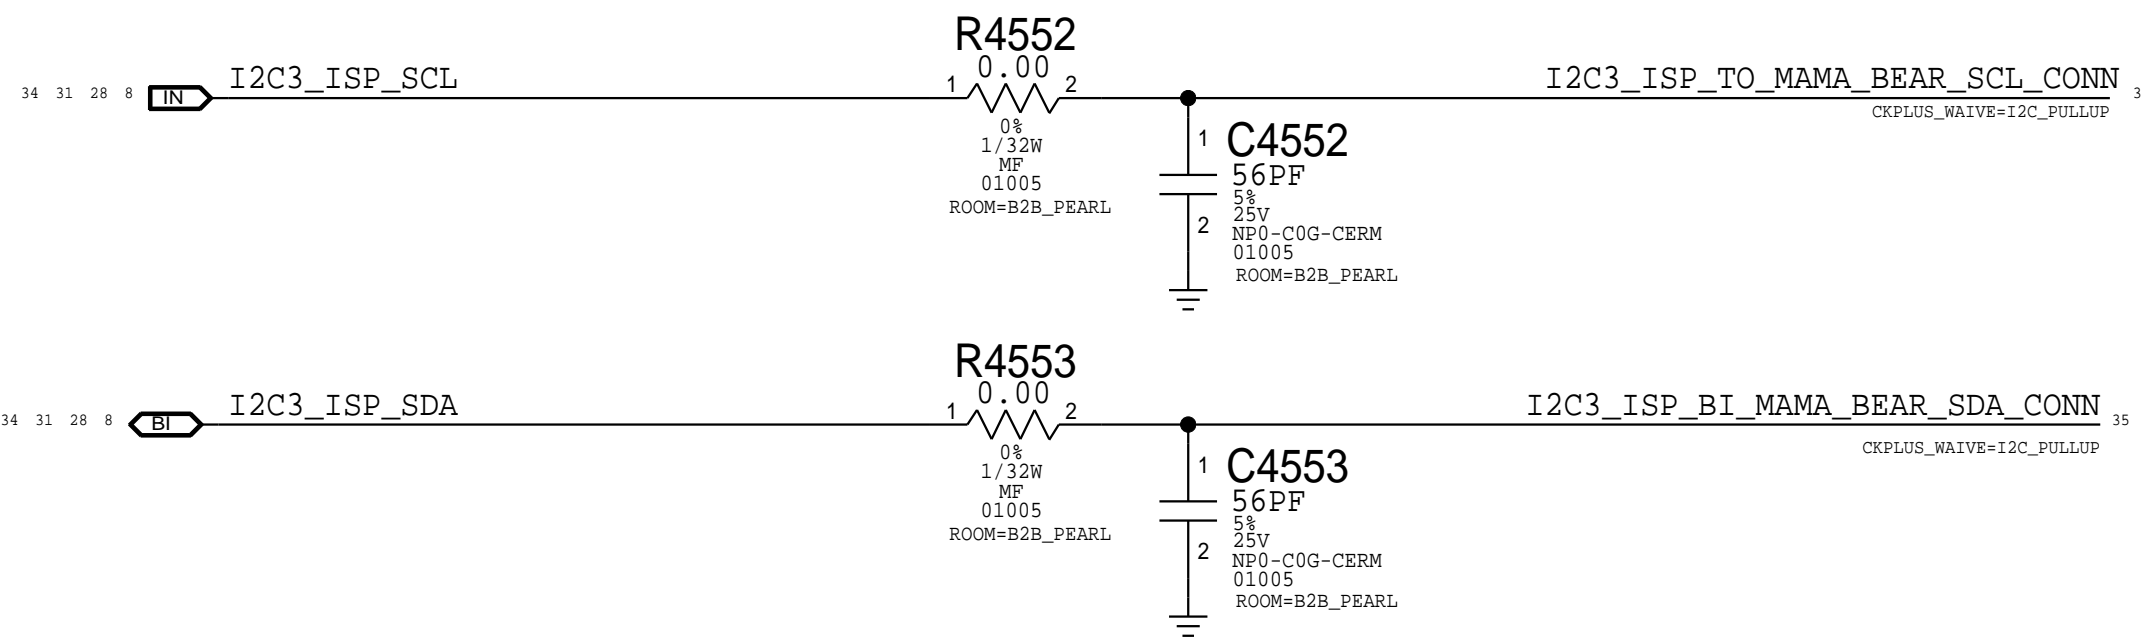 R4552
0.00
I2C3_ISP_SCL
1
2
I2C3_ISP_TO_MAMA_BEAR_SCL_CONN
34 31 28 8
IN
3
CKPLUS_WAIVE=I2C_PULLUP
0%
1/32W
MF
01005
ROOM=B2B_PEARL
1
C4552
56PF
5%
25V
2
NP0-C0G-CERM
01005
ROOM=B2B_PEARL
R4553
0.00
I2C3_ISP_SDA
1
2
I2C3_ISP_BI_MAMA_BEAR_SDA_CONN
34 31 28 8
BI
35
CKPLUS_WAIVE=I2C_PULLUP
0%
1/32W
MF
01005
ROOM=B2B_PEARL
1
C4553
56PF
5%
25V
2
NP0-C0G-CERM
01005
ROOM=B2B_PEARL